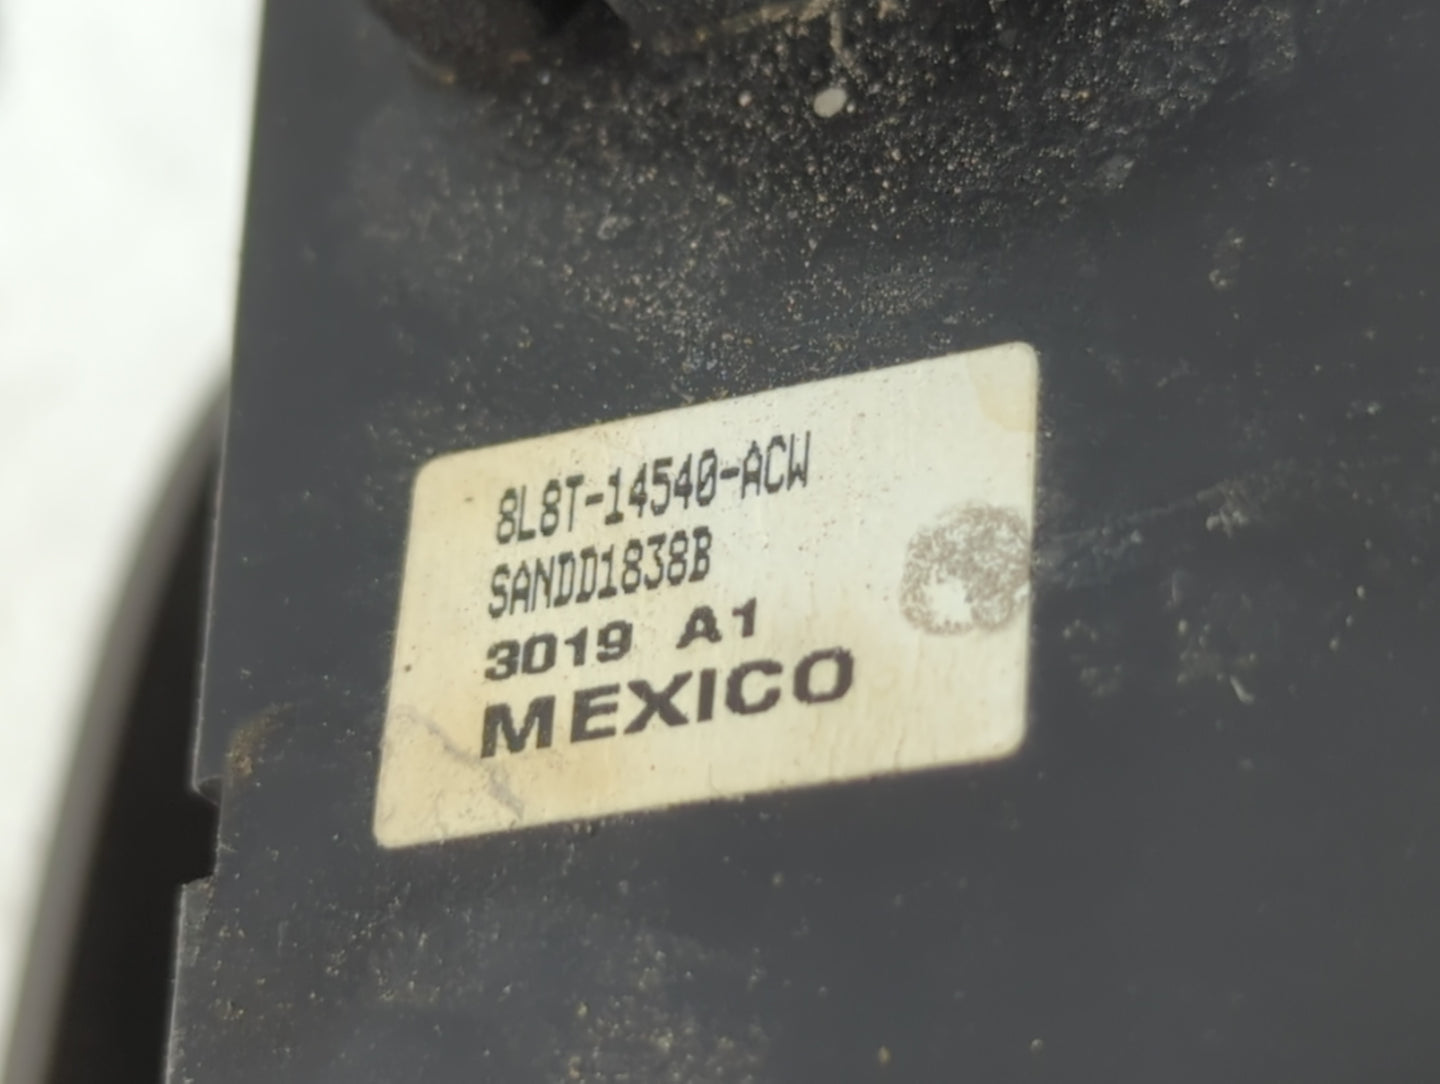 8L8T-14540-ACW
SANDD1838B
3019 A1
MEXICO